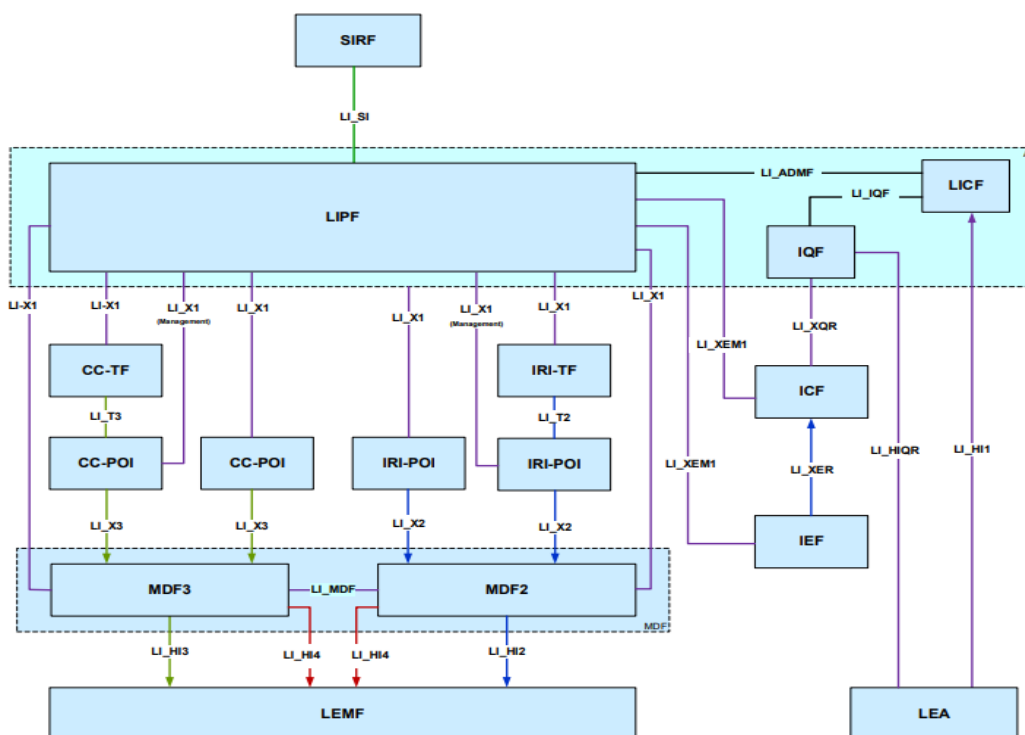 SIRF
LI_SI
LI_ADMF
LICF
LI_IQF
LIPF
IQF
LI-X1
LI-X1
LI_X1
(Management)
LI_X1
LI_X1
LI_X1
(Management)
LI_X1
LI_X1
LI_XQR
LI_XEM1
CC-TF
IRI-TF
ICF
LI_T3
LI_T2
LI_HIQR
LI_HI1
CC-POI
CC-POI
IRI-POI
IRI-POI
LI_XEM1
LI_XER
LI_X3
LI_X3
LI_X2
LI_X2
IEF
MDF3
LI_MDF
MDF2
MDF
LI_HI3
LI_HI4
LI_HI4
LI_HI2
LEMF
LEA